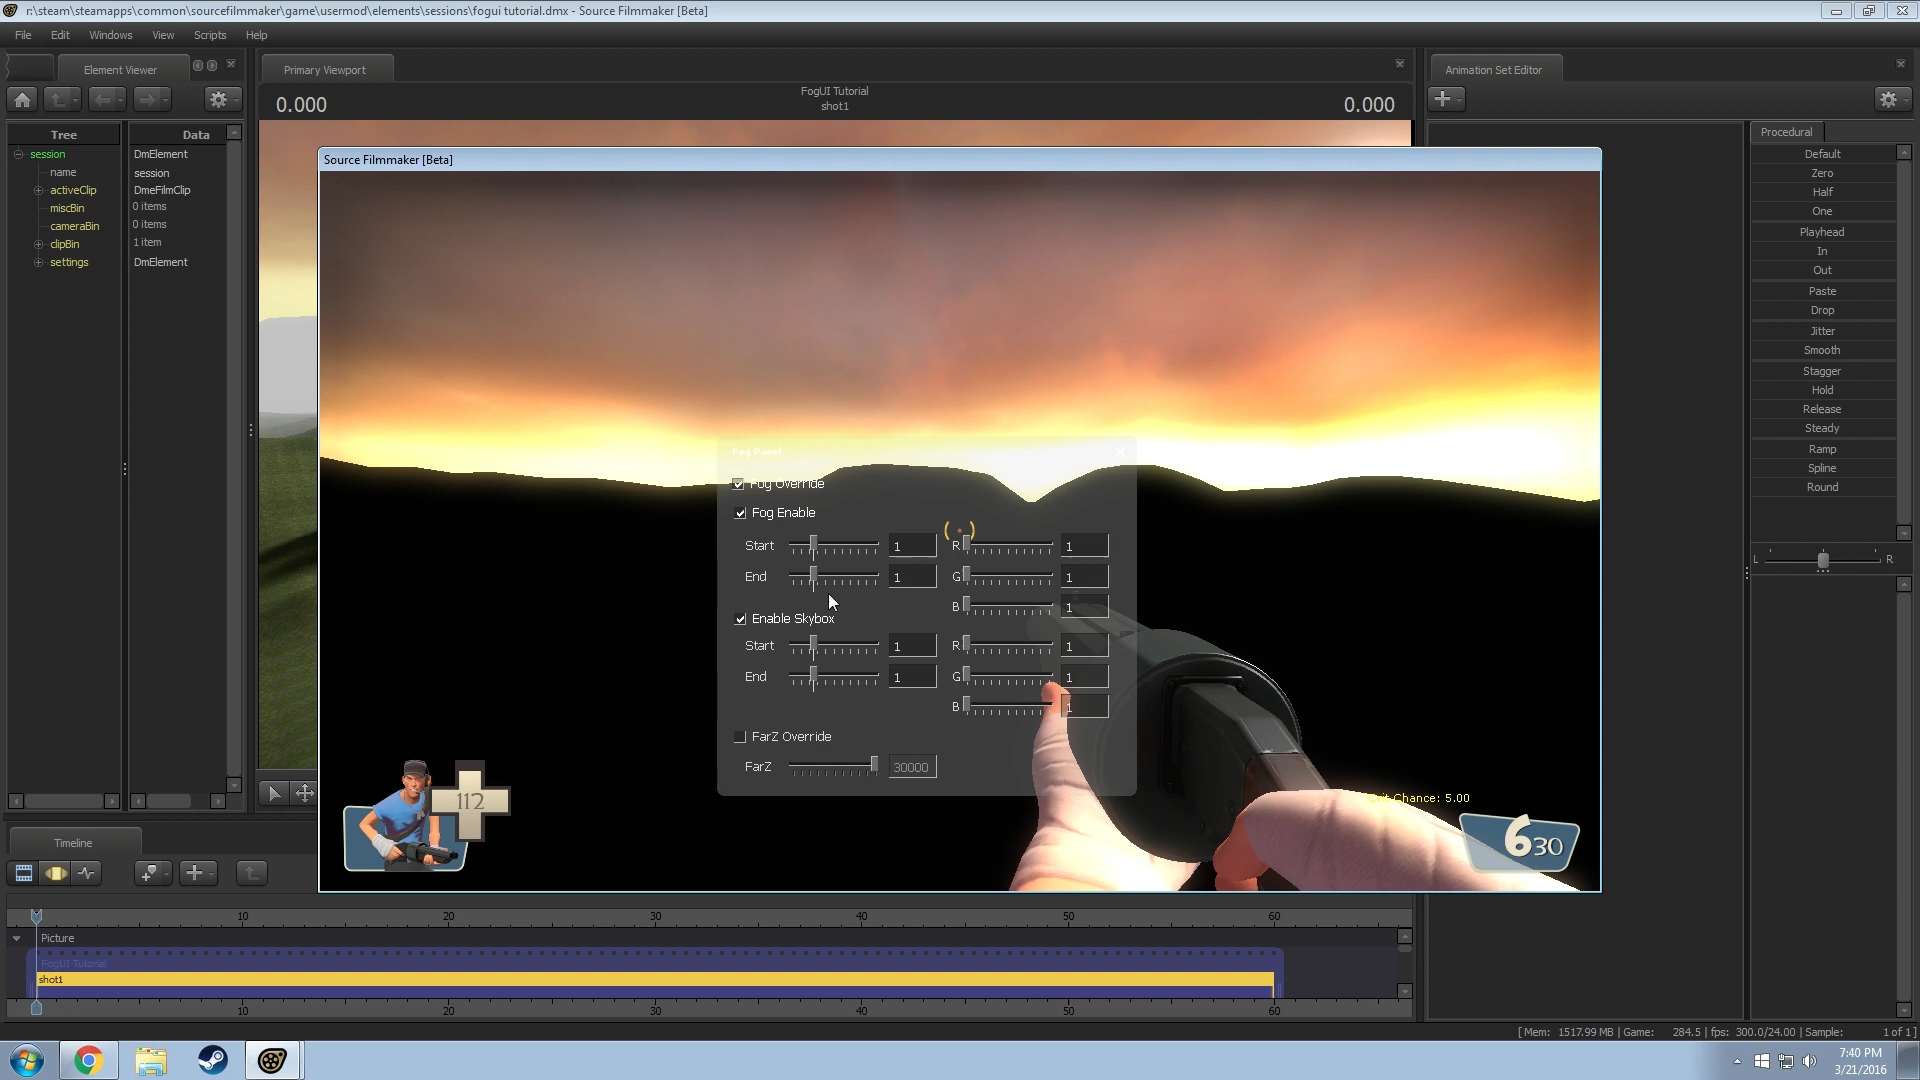 r:\steam\steamapps\common\sourcefilmmaker\game\usermod\elements\sessions\fogui tutorial.dmx - Source Filmmaker [Beta]
File Edit Windows View Scripts Help
Element Viewer
Primary Viewport
Animation Set Editor
0.000
FogUI Tutorial
shot1
0.000
Tree Data
session DmElement
name session
activeClip DmeFilmClip
miscBin 0 items
cameraBin 0 items
clipBin 1 item
settings DmElement
Source Filmmaker [Beta]
Fog Panel
Fog Override
Fog Enable
Start 1 R 1
End 1 G 1
B 1
Enable Skybox
Start 1 R 1
End 1 G 1
B 1
FarZ Override
FarZ 30000
112
Crit Chance: 5.00
6 30
Procedural
Default
Zero
Half
One
Playhead
In
Out
Paste
Drop
Jitter
Smooth
Stagger
Hold
Release
Steady
Ramp
Spline
Round
L R
Timeline
10 20 30 40 50 60
Picture
FogUI Tutorial
shot1
10 20 30 40 50 60
[ Mem: 1517.99 MB | Game: 284.5 | fps: 300.0/24.00 | Sample: 1 of 1 ]
7:40 PM
3/21/2016